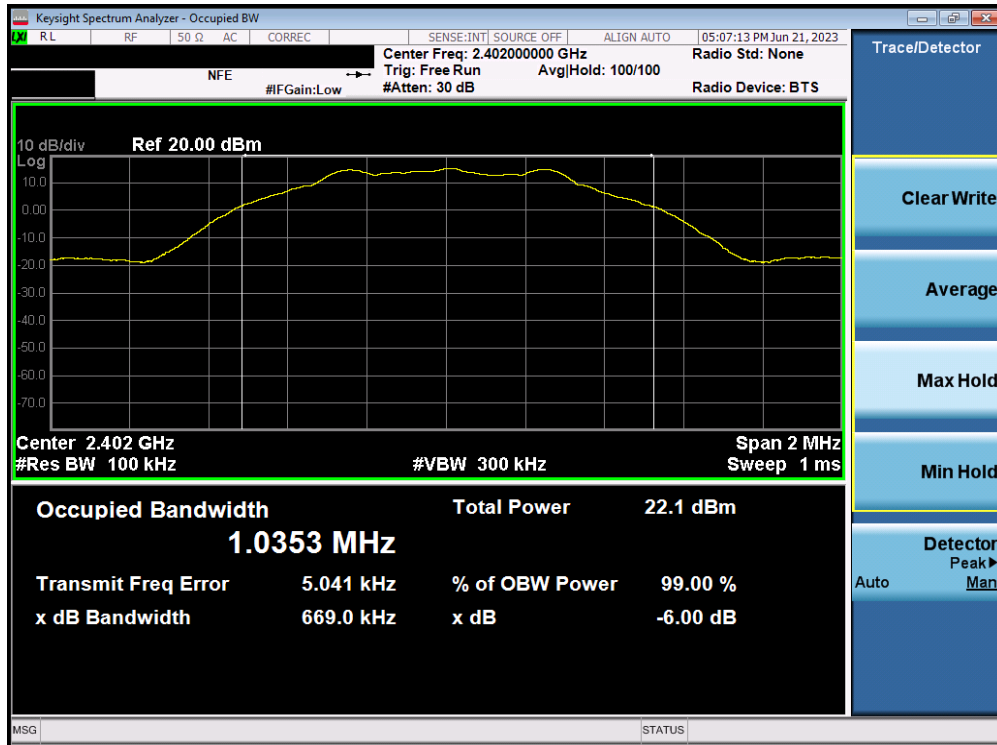 Keysight Spectrum Analyzer - Occupied BW
LXI RL RF 50 Ω AC CORREC SENSE:INT SOURCE OFF ALIGN AUTO 05:07:13 PM Jun 21, 2023
NFE
#IFGain:Low
Center Freq: 2.402000000 GHz
Trig: Free Run Avg|Hold: 100/100
#Atten: 30 dB
Radio Std: None
Radio Device: BTS
10 dB/div Ref 20.00 dBm
Log
10.0
0.00
-10.0
-20.0
-30.0
-40.0
-50.0
-60.0
-70.0
Center 2.402 GHz Span 2 MHz
#Res BW 100 kHz #VBW 300 kHz Sweep 1 ms
Occupied Bandwidth Total Power 22.1 dBm
1.0353 MHz
Transmit Freq Error 5.041 kHz % of OBW Power 99.00 %
x dB Bandwidth 669.0 kHz x dB -6.00 dB
MSG STATUS
Trace/Detector
Clear Write
Average
Max Hold
Min Hold
Detector
Peak▶
Auto Man